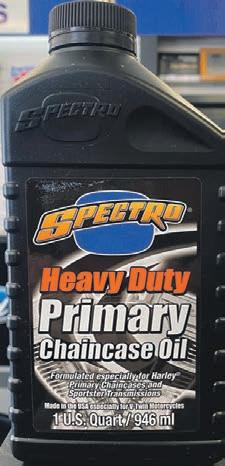 SPECTRO
SPECTRO®
Heavy Duty
Primary
Chaincase Oil
Formulated especially for Harley®
Primary Chaincases and
Sportster Transmissions
Made in the USA especially for V-Twin Motorcycles
1 U.S. Quart / 946 ml